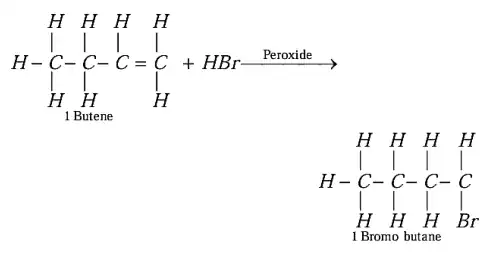 H H H H
| | | |
H – C – C – C = C + HBr Peroxide ⟶
| | |
H H H
1 Butene
H H H H
| | | |
H – C – C – C – C
| | | |
H H H Br
1 Bromo butane